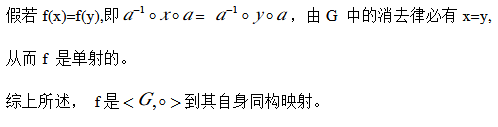 假若 f(x)=f(y),即 a⁻¹∘x∘a = a⁻¹∘y∘a，由 G 中的消去律必有 x=y,
从而 f 是单射的。
综上所述， f是<G,∘>到其自身同构映射。